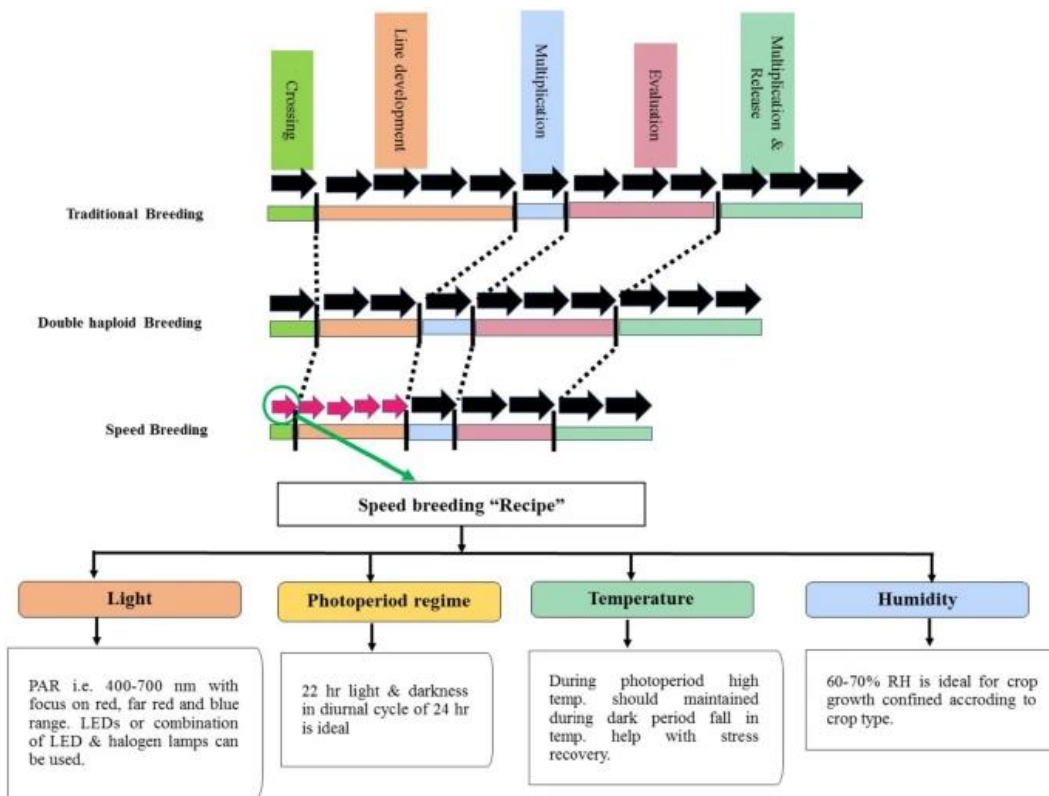 Crossing
Line development
Multiplication
Evaluation
Multiplication &
Release
Traditional Breeding
Double haploid Breeding
Speed Breeding
Speed breeding “Recipe”
Light
Photoperiod regime
Temperature
Humidity
PAR i.e. 400-700 nm with
focus on red, far red and blue
range. LEDs or combination
of LED & halogen lamps can
be used.
22 hr light & darkness
in diurnal cycle of 24 hr
is ideal
During photoperiod high
temp. should maintained
during dark period fall in
temp. help with stress
recovery.
60-70% RH is ideal for crop
growth confined accroding to
crop type.